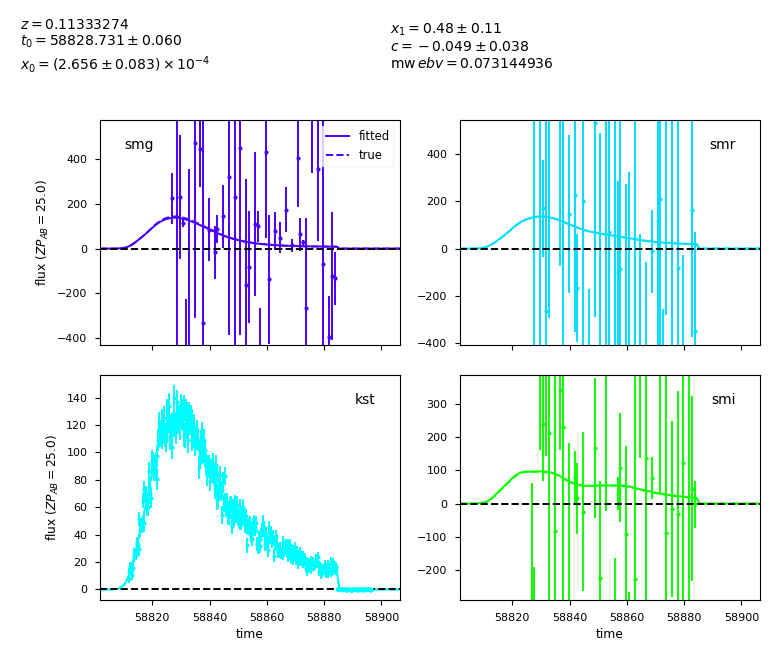 z = 0.11333274
t₀ = 58828.731 ± 0.060
x₀ = (2.656 ± 0.083) × 10⁻⁴
x₁ = 0.48 ± 0.11
c = −0.049 ± 0.038
mw ebv = 0.073144936
smg
fitted
true
400
200
0
−200
−400
flux (ZP_AB = 25.0)
smr
400
200
0
−200
−400
kst
140
120
100
80
60
40
20
0
flux (ZP_AB = 25.0)
58820 58840 58860 58880 58900
time
smi
300
200
100
0
−100
−200
58820 58840 58860 58880 58900
time